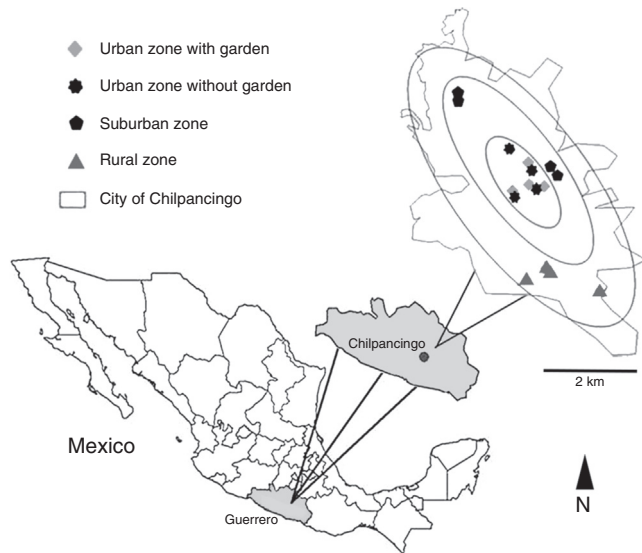 Urban zone with garden
Urban zone without garden
Suburban zone
Rural zone
City of Chilpancingo
Chilpancingo
2 km
Mexico
Guerrero
N